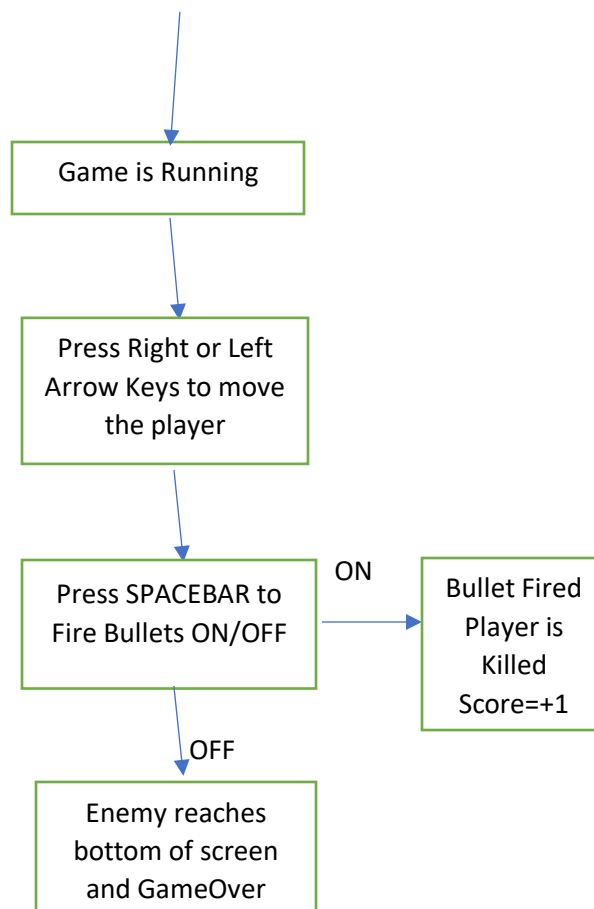 Game is Running
Press Right or Left
Arrow Keys to move
the player
Press SPACEBAR to
Fire Bullets ON/OFF
ON
Bullet Fired
Player is
Killed
Score=+1
OFF
Enemy reaches
bottom of screen
and GameOver